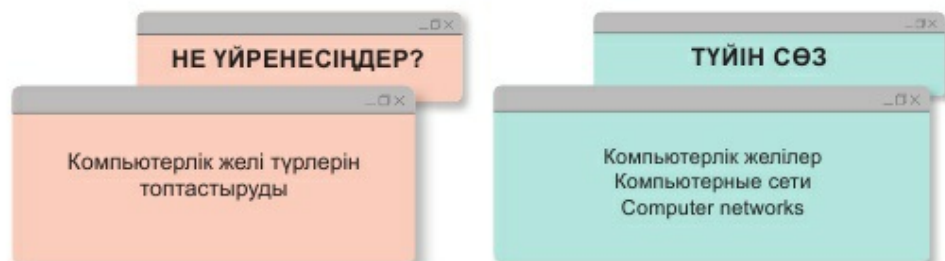 НЕ ҮЙРЕНЕСІҢДЕР?
Компьютерлік желі түрлерін
топтастыруды
ТҮЙІН СӨЗ
Компьютерлік желілер
Компьютерные сети
Computer networks